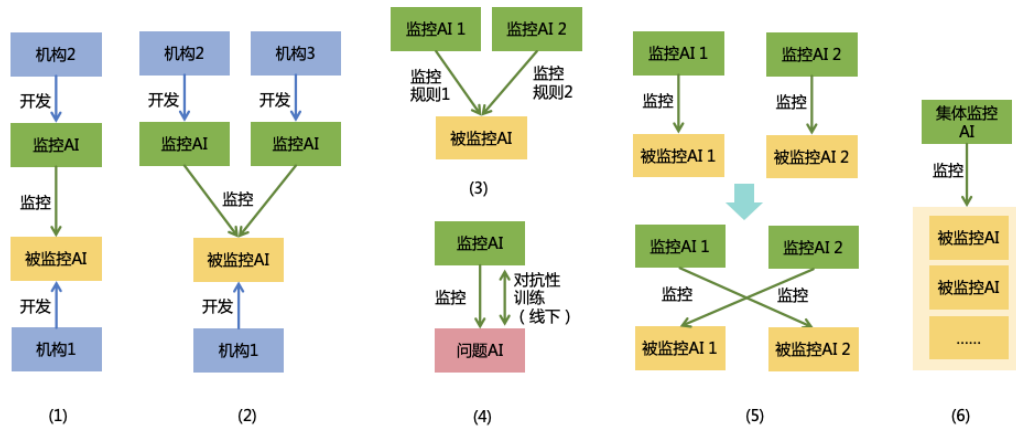 机构2
开发
监控AI
监控
被监控AI
开发
机构1
(1)
机构2
机构3
开发
开发
监控AI
监控AI
监控
被监控AI
开发
机构1
(2)
监控AI 1
监控AI 2
监控
规则1
监控
规则2
被监控AI
(3)
监控AI
监控
对抗性
训练
（线下）
问题AI
(4)
监控AI 1
监控AI 2
监控
监控
被监控AI 1
被监控AI 2
监控AI 1
监控AI 2
监控
监控
被监控AI 1
被监控AI 2
(5)
集体监控
AI
监控
被监控AI
被监控AI
......
(6)